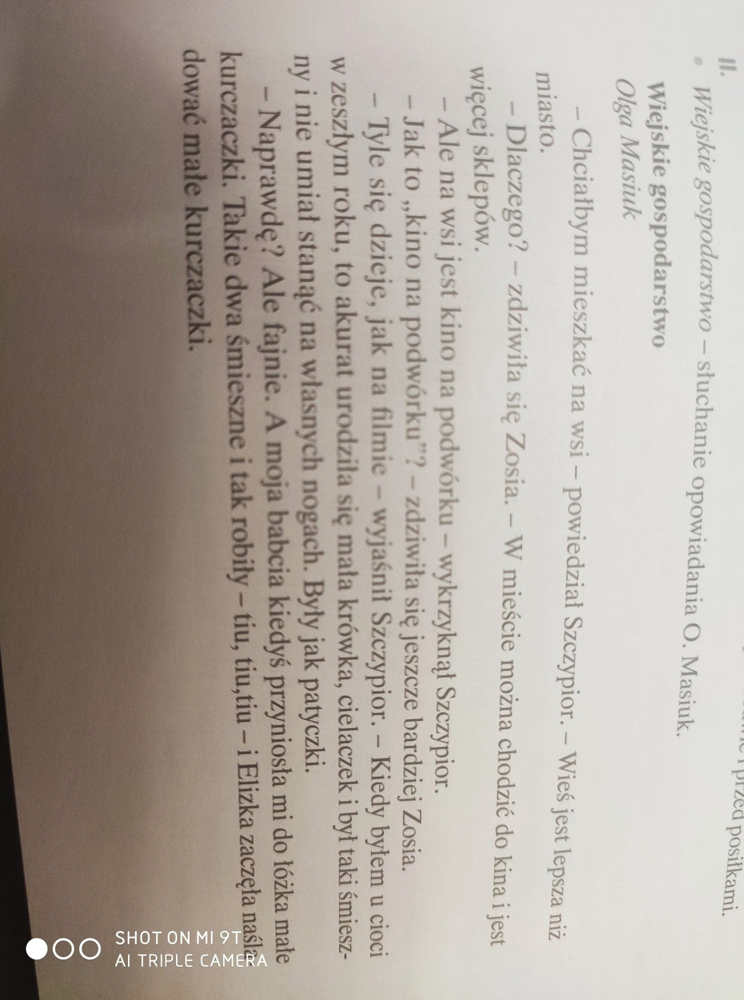 przed posiłkami.
II.
• Wiejskie gospodarstwo – słuchanie opowiadania O. Masiuk.
Wiejskie gospodarstwo
Olga Masiuk
– Chciałbym mieszkać na wsi – powiedział Szczypior. – Wieś jest lepsza niż
miasto.
– Dlaczego? – zdziwiła się Zosia. – W mieście można chodzić do kina i jest
więcej sklepów.
– Ale na wsi jest kino na podwórku – wykrzyknął Szczypior.
– Jak to „kino na podwórku”? – zdziwiła się jeszcze bardziej Zosia.
– Tyle się dzieje, jak na filmie – wyjaśnił Szczypior. – Kiedy byłem u cioci
w zeszłym roku, to akurat urodziła się mała krówka, cielaczek i był taki śmiesz-
ny i nie umiał stanąć na własnych nogach. Były jak patyczki.
– Naprawdę? Ale fajnie. A moja babcia kiedyś przyniosła mi do łóżka małe
kurczaczki. Takie dwa śmieszne i tak robiły – tiu, tiu,tiu – i Elizka zaczęła naśla-
dować małe kurczaczki.
SHOT ON MI 9T
AI TRIPLE CAMERA